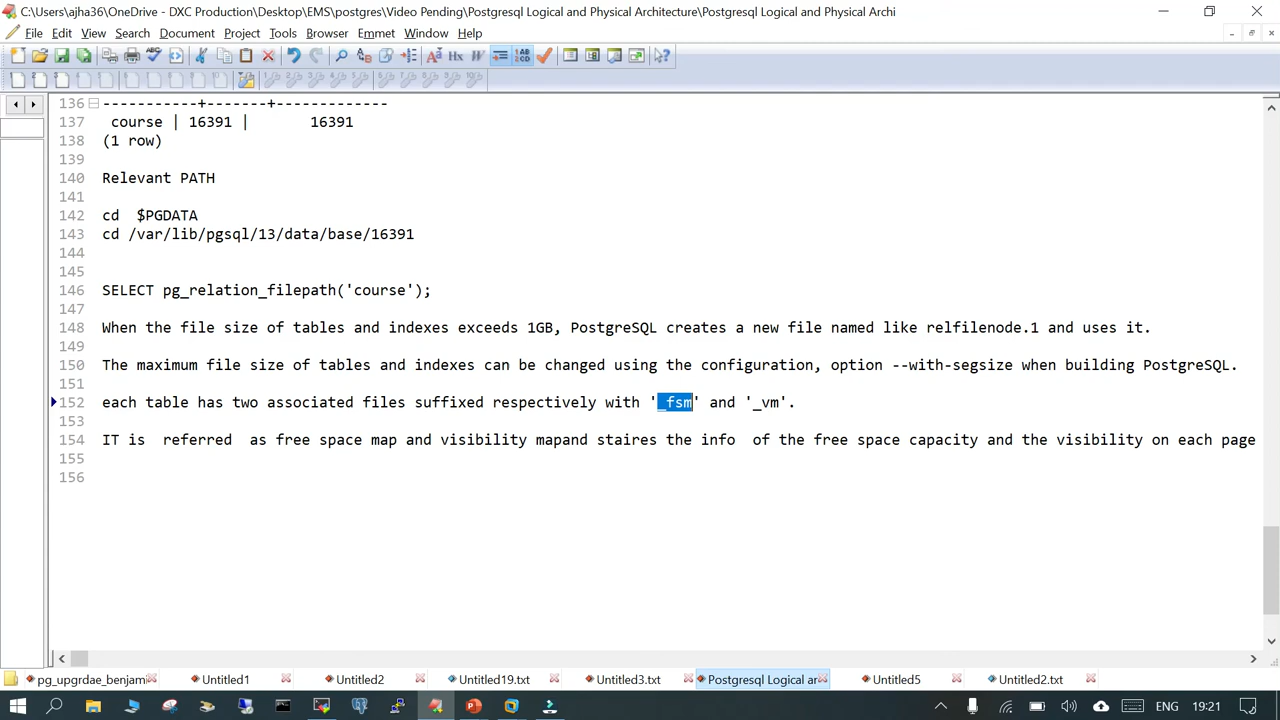 C:\Users\ajha36\OneDrive - DXC Production\Desktop\EMS\postgres\Video Pending\Postgresql Logical and Physical Architecture\Postgresql Logical and Physical Archi
File Edit View Search Document Project Tools Browser Emmet Window Help
136 -----------+-------+-------------
137 course | 16391 | 16391
138 (1 row)
139
140 Relevant PATH
141
142 cd $PGDATA
143 cd /var/lib/pgsql/13/data/base/16391
144
145
146 SELECT pg_relation_filepath('course');
147
148 When the file size of tables and indexes exceeds 1GB, PostgreSQL creates a new file named like relfilenode.1 and uses it.
149
150 The maximum file size of tables and indexes can be changed using the configuration, option --with-segsize when building PostgreSQL.
151
152 each table has two associated files suffixed respectively with '_fsm' and '_vm'.
153
154 IT is referred as free space map and visibility mapand staires the info of the free space capacity and the visibility on each page
155
156
pg_upgrdae_benjami Untitled1 Untitled2 Untitled19.txt Untitled3.txt Postgresql Logical ar Untitled5 Untitled2.txt
ENG 19:21